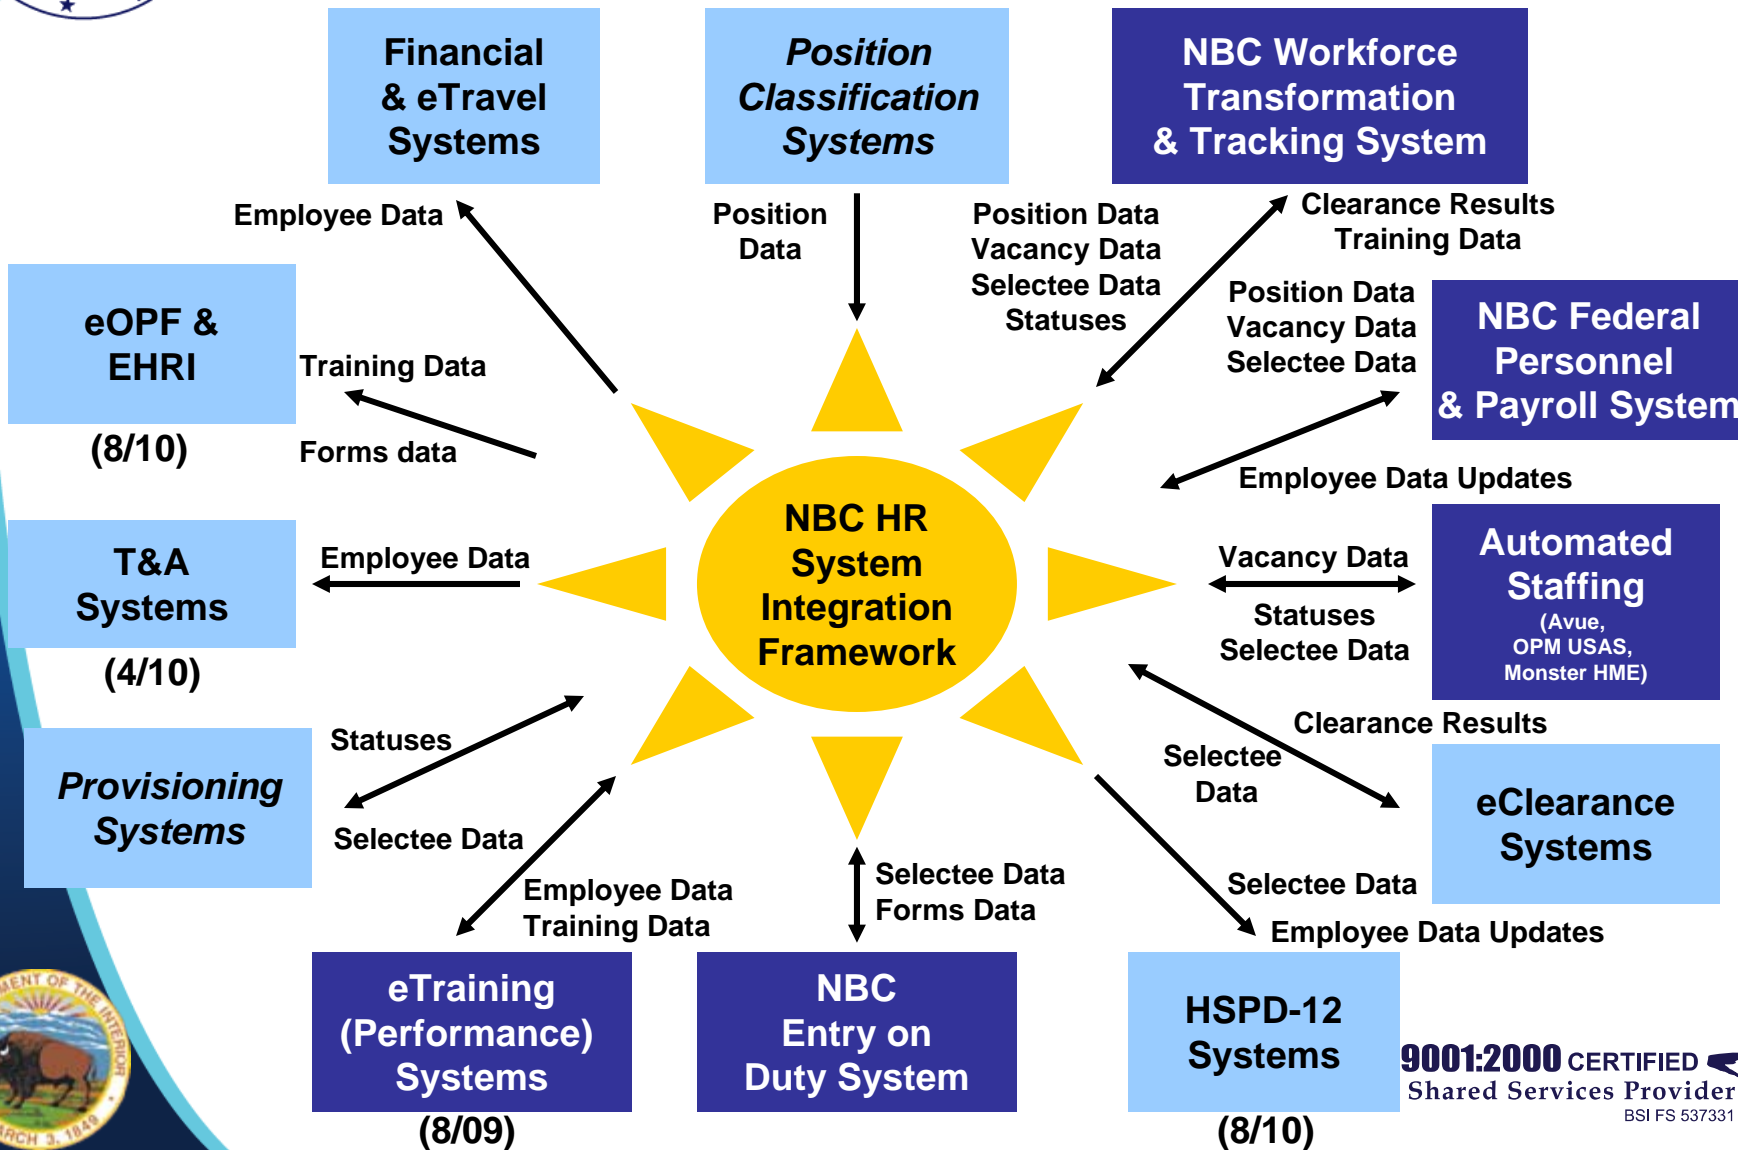 Financial
& eTravel
Systems
Position
Classification
Systems
NBC Workforce
Transformation
& Tracking System
Employee Data
Position
Data
Position Data
Vacancy Data
Selectee Data
Statuses
Clearance Results
Training Data
eOPF &
EHRI
(8/10)
Training Data
Forms data
Position Data
Vacancy Data
Selectee Data
NBC Federal
Personnel
& Payroll System
Employee Data Updates
T&A
Systems
(4/10)
Employee Data
NBC HR
System
Integration
Framework
Vacancy Data
Statuses
Selectee Data
Automated
Staffing
(Avue,
OPM USAS,
Monster HME)
Provisioning
Systems
Statuses
Selectee Data
Clearance Results
Selectee
Data
eClearance
Systems
Employee Data
Training Data
Selectee Data
Forms Data
Selectee Data
Employee Data Updates
eTraining
(Performance)
Systems
(8/09)
NBC
Entry on
Duty System
HSPD-12
Systems
(8/10)
9001:2000 CERTIFIED
Shared Services Provider
BSI FS 537331
OF THE INTERIOR
MARCH 3, 1849